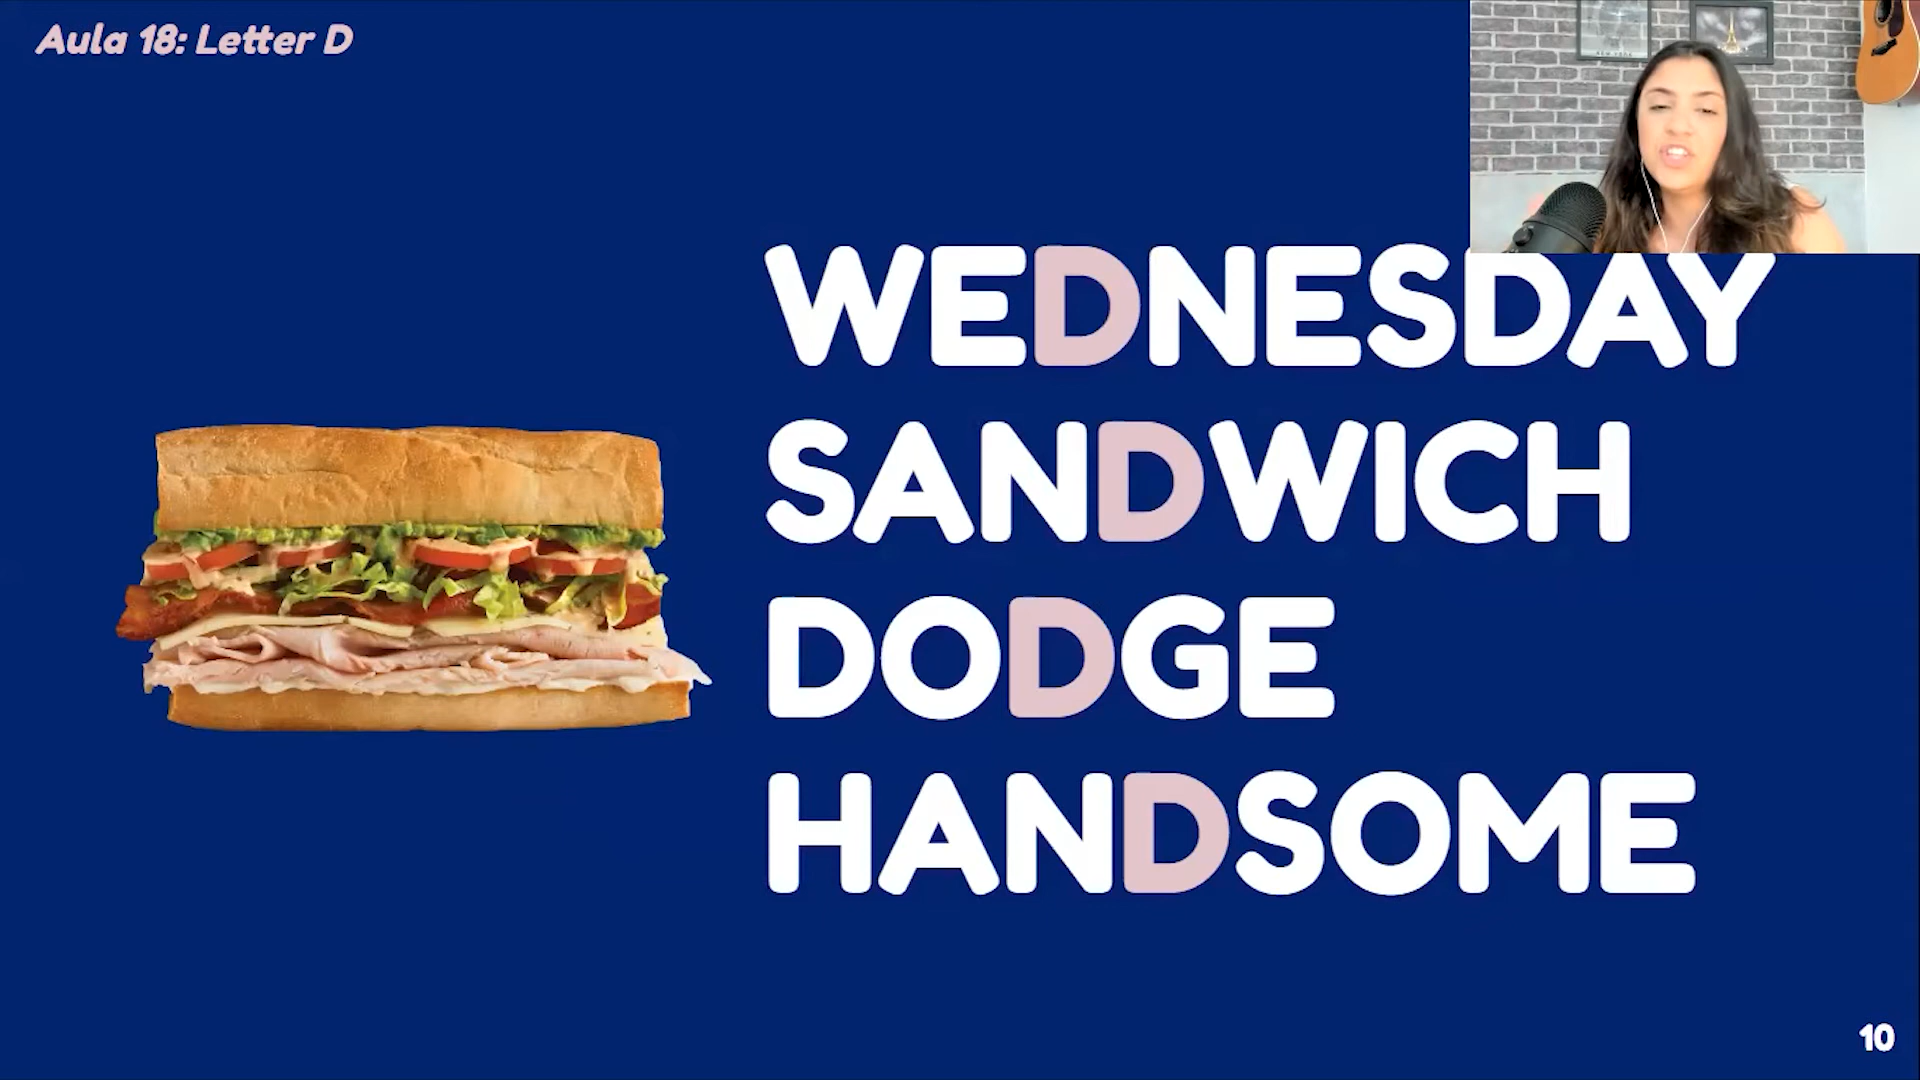 Aula 18: Letter D
WEDNESDAY
SANDWICH
DODGE
HANDSOME
10